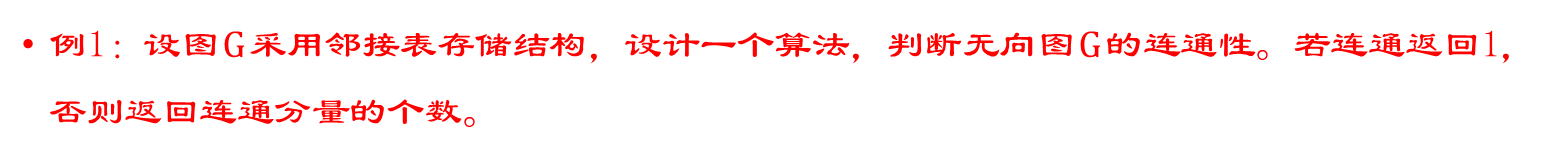 • 例1：设图G采用邻接表存储结构，设计一个算法，判断无向图G的连通性。若连通返回1，
否则返回连通分量的个数。